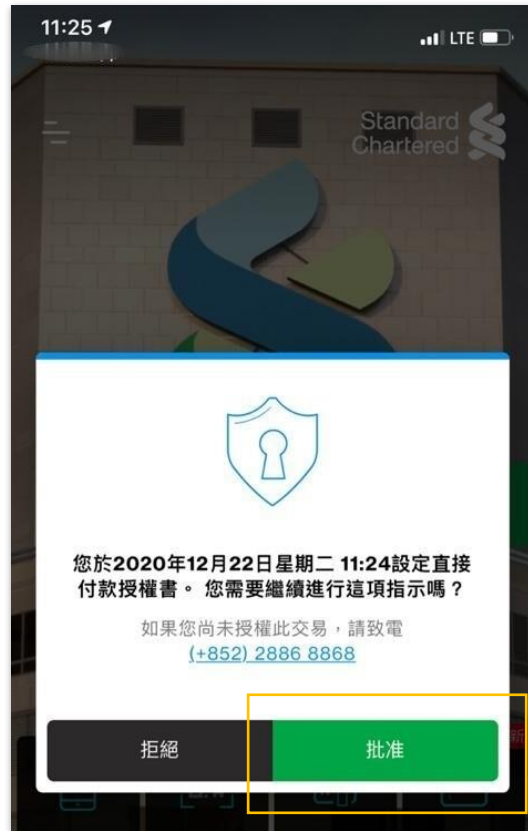 11:25
LTE
Standard
Chartered
您於2020年12月22日星期二 11:24設定直接
付款授權書。 您需要繼續進行這項指示嗎？
如果您尚未授權此交易，請致電
(+852) 2886 8868
拒絕
批准
新